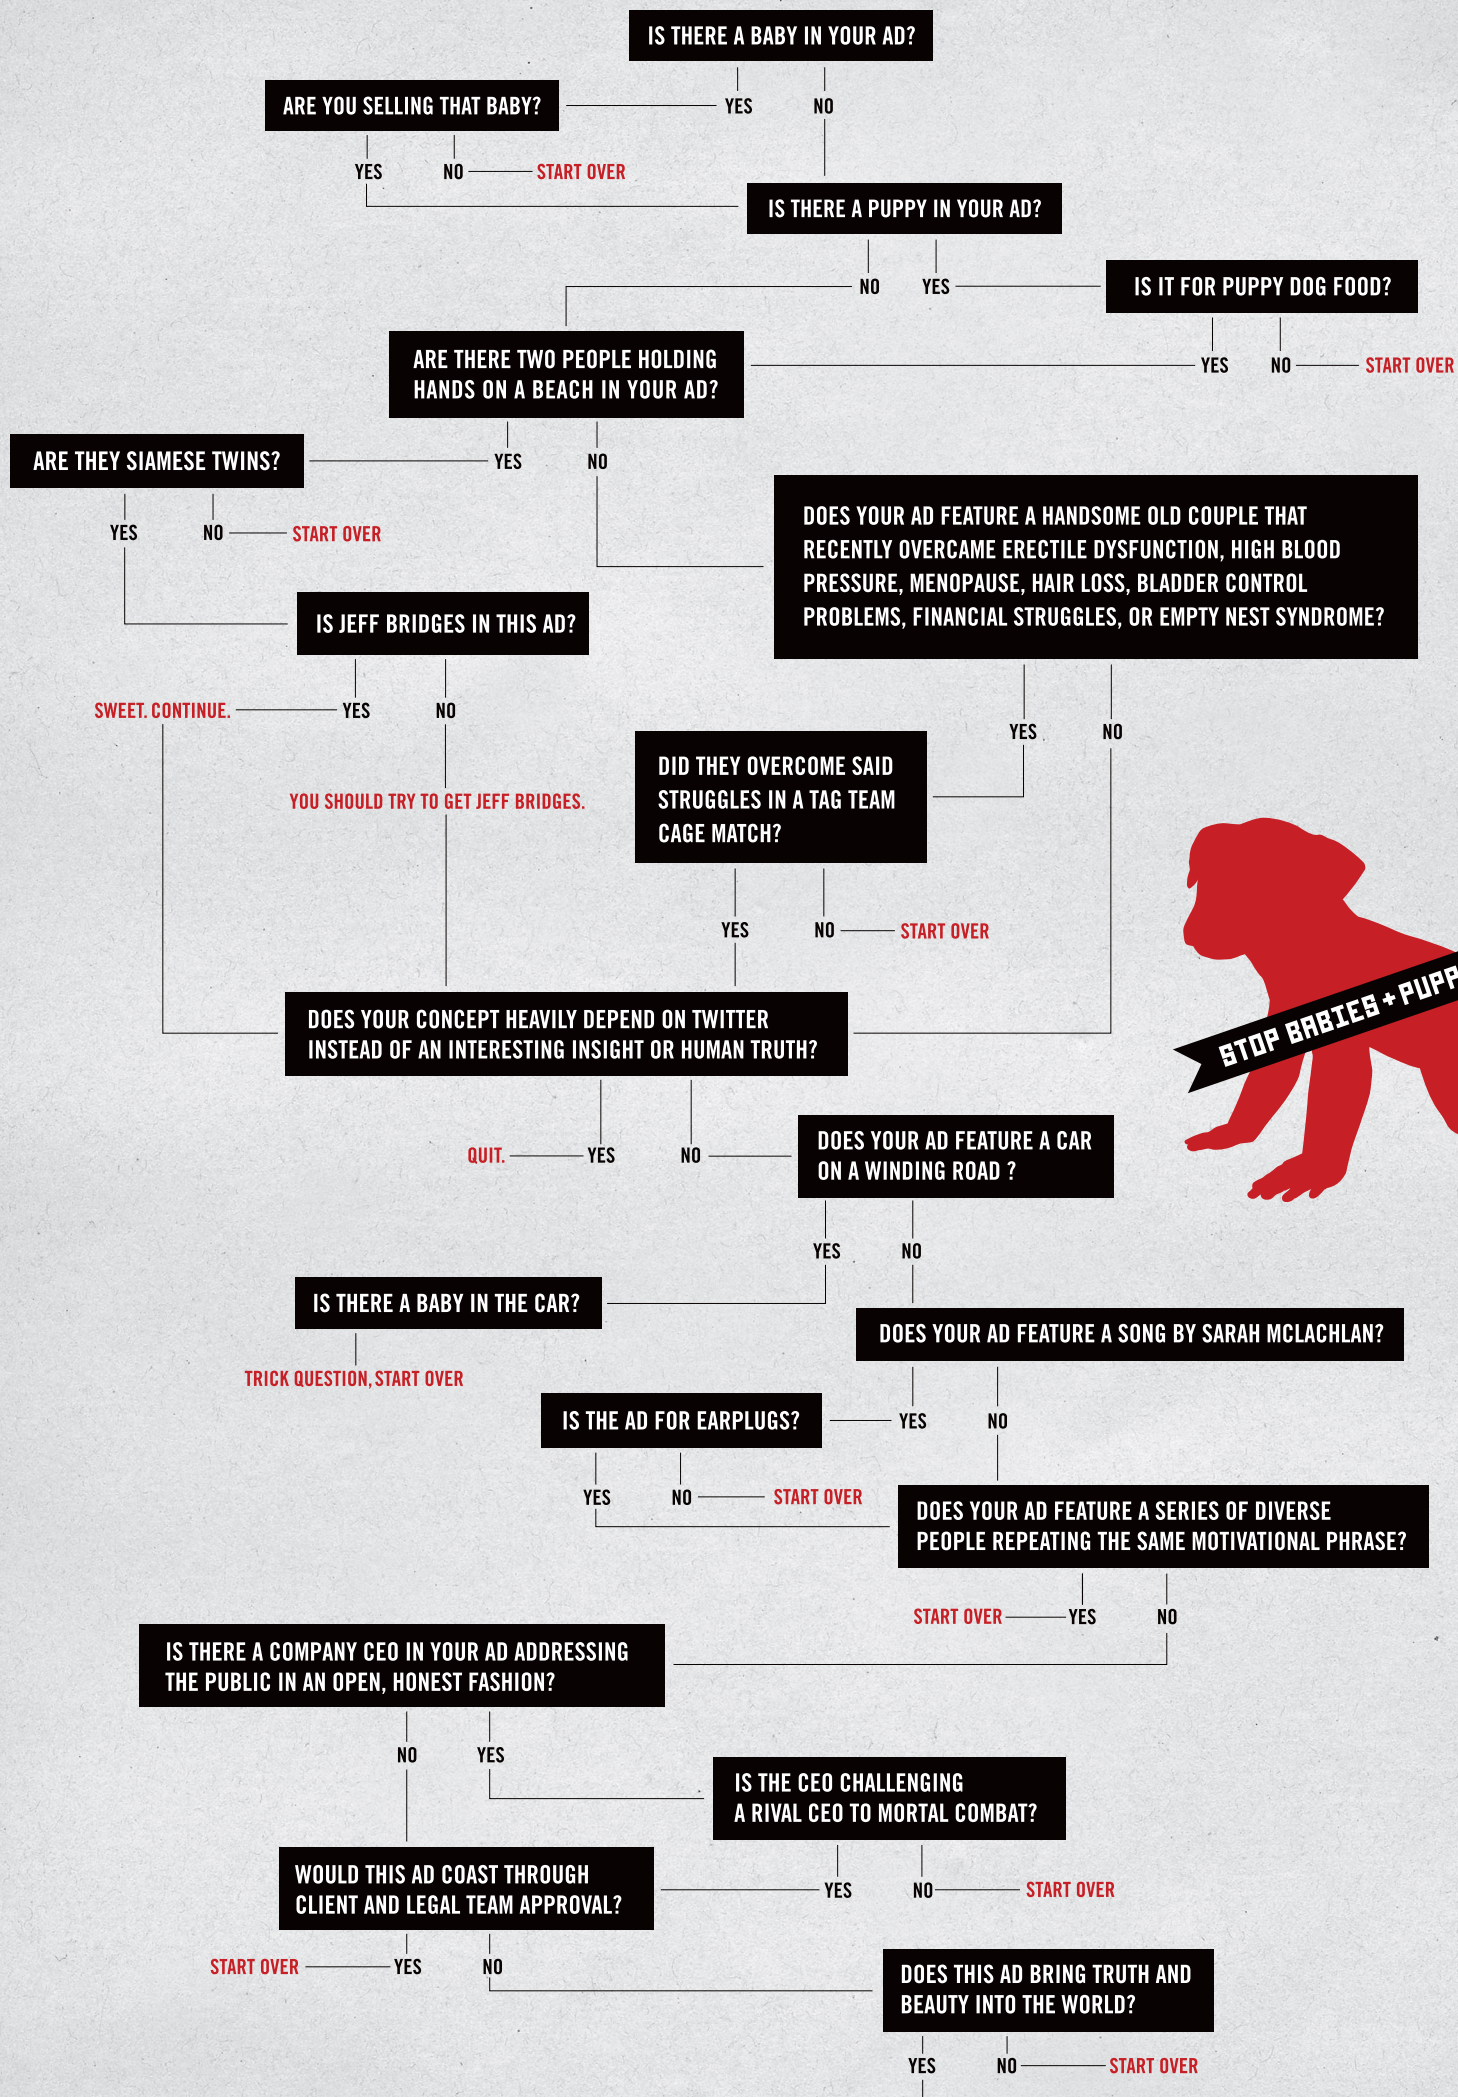 IS THERE A BABY IN YOUR AD?
ARE YOU SELLING THAT BABY?
YES
NO
YES
NO
START OVER
IS THERE A PUPPY IN YOUR AD?
NO
YES
IS IT FOR PUPPY DOG FOOD?
ARE THERE TWO PEOPLE HOLDING
HANDS ON A BEACH IN YOUR AD?
YES
NO
START OVER
ARE THEY SIAMESE TWINS?
YES
NO
YES
NO
START OVER
DOES YOUR AD FEATURE A HANDSOME OLD COUPLE THAT
RECENTLY OVERCAME ERECTILE DYSFUNCTION, HIGH BLOOD
PRESSURE, MENOPAUSE, HAIR LOSS, BLADDER CONTROL
PROBLEMS, FINANCIAL STRUGGLES, OR EMPTY NEST SYNDROME?
IS JEFF BRIDGES IN THIS AD?
SWEET. CONTINUE.
YES
NO
YES
NO
YOU SHOULD TRY TO GET JEFF BRIDGES.
DID THEY OVERCOME SAID
STRUGGLES IN A TAG TEAM
CAGE MATCH?
YES
NO
START OVER
STOP BABIES + PUPP
DOES YOUR CONCEPT HEAVILY DEPEND ON TWITTER
INSTEAD OF AN INTERESTING INSIGHT OR HUMAN TRUTH?
QUIT.
YES
NO
DOES YOUR AD FEATURE A CAR
ON A WINDING ROAD ?
YES
NO
IS THERE A BABY IN THE CAR?
TRICK QUESTION, START OVER
DOES YOUR AD FEATURE A SONG BY SARAH MCLACHLAN?
IS THE AD FOR EARPLUGS?
YES
NO
YES
NO
START OVER
DOES YOUR AD FEATURE A SERIES OF DIVERSE
PEOPLE REPEATING THE SAME MOTIVATIONAL PHRASE?
START OVER
YES
NO
IS THERE A COMPANY CEO IN YOUR AD ADDRESSING
THE PUBLIC IN AN OPEN, HONEST FASHION?
NO
YES
IS THE CEO CHALLENGING
A RIVAL CEO TO MORTAL COMBAT?
WOULD THIS AD COAST THROUGH
CLIENT AND LEGAL TEAM APPROVAL?
YES
NO
START OVER
START OVER
YES
NO
DOES THIS AD BRING TRUTH AND
BEAUTY INTO THE WORLD?
YES
NO
START OVER